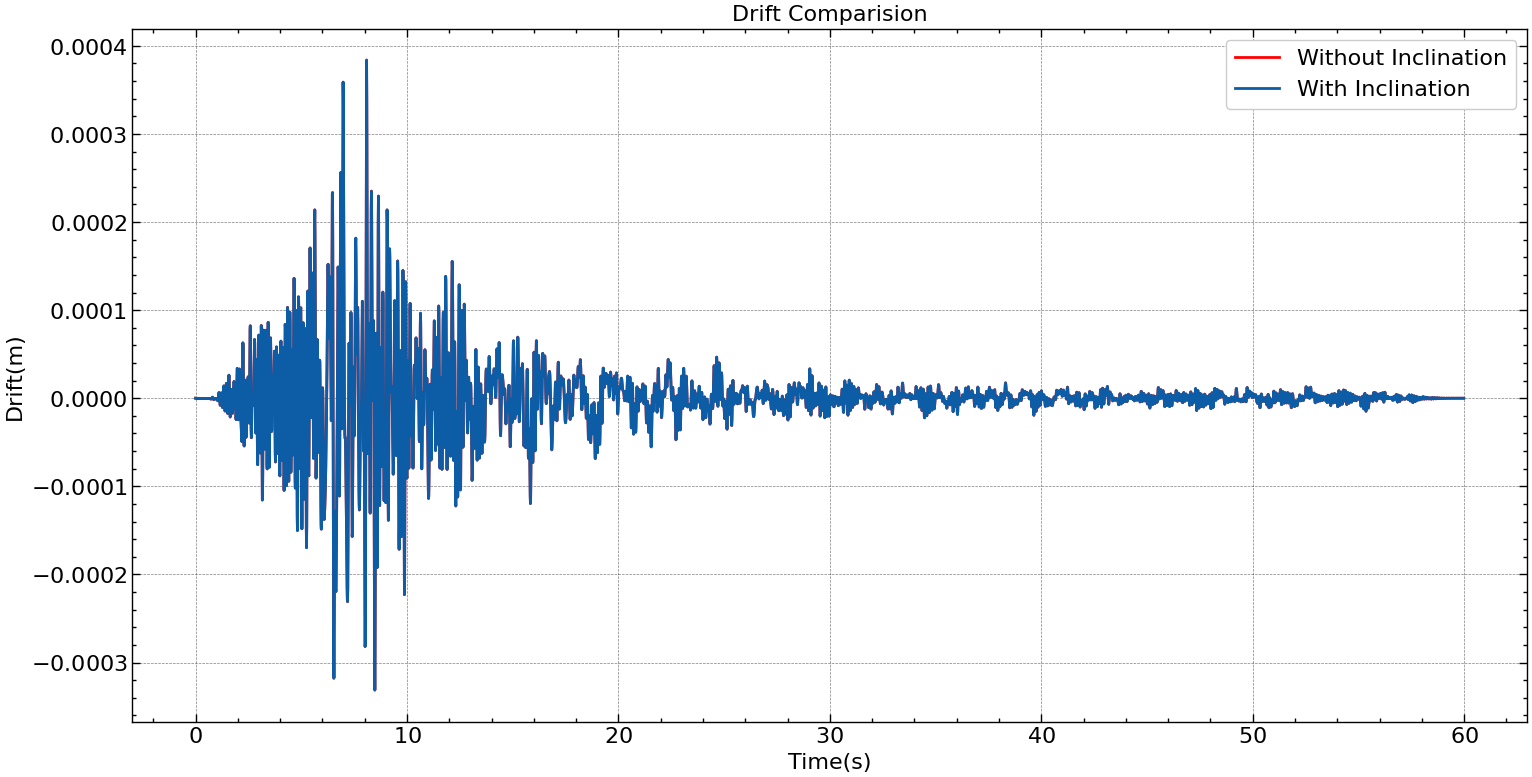 Drift Comparision
Without Inclination
With Inclination
0.0004
0.0003
0.0002
0.0001
0.0000
−0.0001
−0.0002
−0.0003
Drift(m)
0 10 20 30 40 50 60
Time(s)